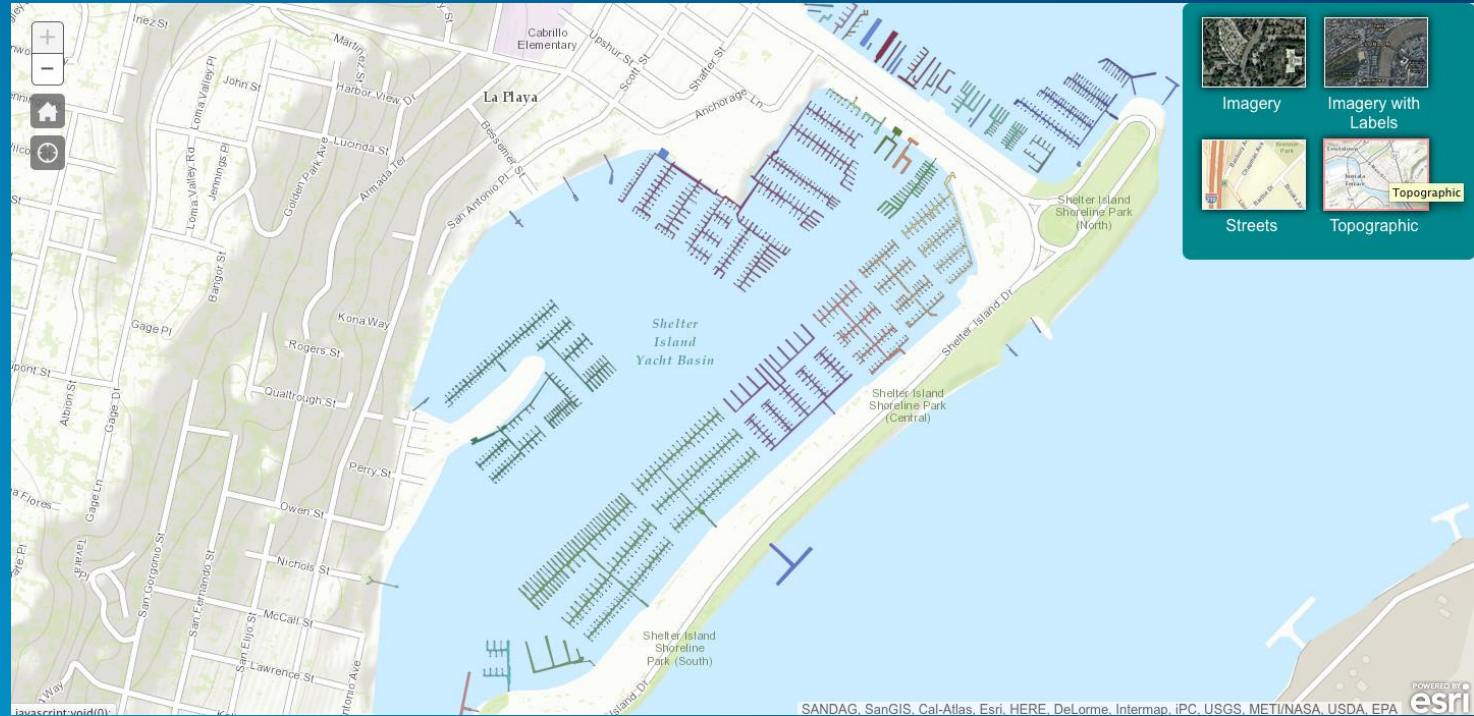 Inez St
Martinez St
John St
Harbor View Dr
Loma Valley Pl
Loma Valley Rd
Jennings Pl
Lucinda St
Golden Park Ave
Armada Ter
Bangor St
San Antonio Pl
Bessemer St
La Playa
Cabrillo
Elementary
Upshur St
Scott St
Shafter St
Anchorage Ln
Gage Pl
Kona Way
Rogers St
Qualtrough St
Albion St
Gage Dr
Perry St
Owen St
Gage Ln
Nichols St
San Gorgonio St
San Fernando St
McCall St
San Elijo St
Lawrence St
Shelter
Island
Yacht Basin
Shelter Island
Shoreline Park
(North)
Shelter Island Dr
Shelter Island
Shoreline Park
(Central)
Shelter Island
Shoreline
Park (South)
Island Dr
Imagery
Imagery with
Labels
Streets
Topographic
Topographic
javascript:void(0);
SANDAG, SanGIS, Cal-Atlas, Esri, HERE, DeLorme, Intermap, iPC, USGS, METI/NASA, USDA, EPA
POWERED BY
esri